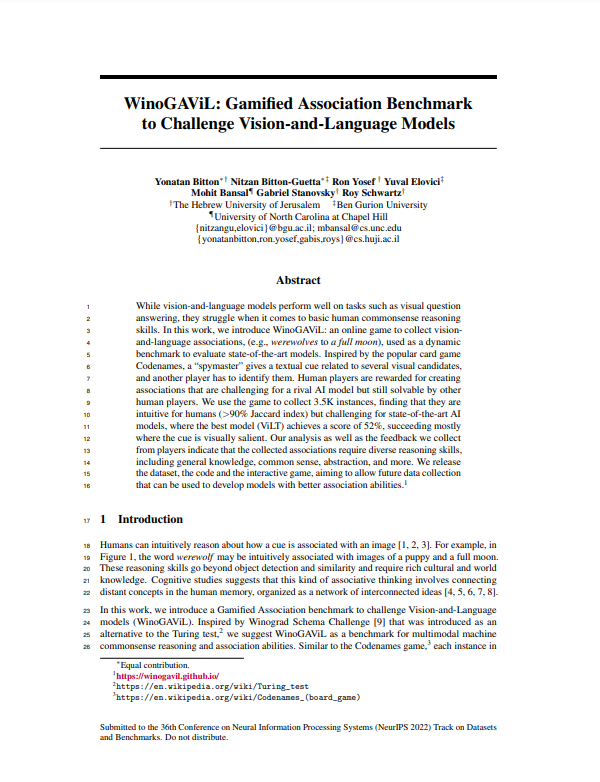 WinoGAViL: Gamified Association Benchmark
to Challenge Vision-and-Language Models
Yonatan Bitton*† Nitzan Bitton-Guetta*‡ Ron Yosef † Yuval Elovici‡
Mohit Bansal¶ Gabriel Stanovsky† Roy Schwartz†
†The Hebrew University of Jerusalem ‡Ben Gurion University
¶University of North Carolina at Chapel Hill
{nitzangu,elovici}@bgu.ac.il; mbansal@cs.unc.edu
{yonatanbitton,ron.yosef,gabis,roys}@cs.huji.ac.il
Abstract
1 While vision-and-language models perform well on tasks such as visual question
2 answering, they struggle when it comes to basic human commonsense reasoning
3 skills. In this work, we introduce WinoGAViL: an online game to collect vision-
4 and-language associations, (e.g., werewolves to a full moon), used as a dynamic
5 benchmark to evaluate state-of-the-art models. Inspired by the popular card game
6 Codenames, a “spymaster” gives a textual cue related to several visual candidates,
7 and another player has to identify them. Human players are rewarded for creating
8 associations that are challenging for a rival AI model but still solvable by other
9 human players. We use the game to collect 3.5K instances, finding that they are
10 intuitive for humans (>90% Jaccard index) but challenging for state-of-the-art AI
11 models, where the best model (ViLT) achieves a score of 52%, succeeding mostly
12 where the cue is visually salient. Our analysis as well as the feedback we collect
13 from players indicate that the collected associations require diverse reasoning skills,
14 including general knowledge, common sense, abstraction, and more. We release
15 the dataset, the code and the interactive game, aiming to allow future data collection
16 that can be used to develop models with better association abilities.1
17 1 Introduction
18 Humans can intuitively reason about how a cue is associated with an image [1, 2, 3]. For example, in
19 Figure 1, the word werewolf may be intuitively associated with images of a puppy and a full moon.
20 These reasoning skills go beyond object detection and similarity and require rich cultural and world
21 knowledge. Cognitive studies suggests that this kind of associative thinking involves connecting
22 distant concepts in the human memory, organized as a network of interconnected ideas [4, 5, 6, 7, 8].
23 In this work, we introduce a Gamified Association benchmark to challenge Vision-and-Language
24 models (WinoGAViL). Inspired by Winograd Schema Challenge [9] that was introduced as an
25 alternative to the Turing test,2 we suggest WinoGAViL as a benchmark for multimodal machine
26 commonsense reasoning and association abilities. Similar to the Codenames game,3 each instance in
*Equal contribution.
1https://winogavil.github.io/
2https://en.wikipedia.org/wiki/Turing_test
3https://en.wikipedia.org/wiki/Codenames_(board_game)
Submitted to the 36th Conference on Neural Information Processing Systems (NeurIPS 2022) Track on Datasets
and Benchmarks. Do not distribute.